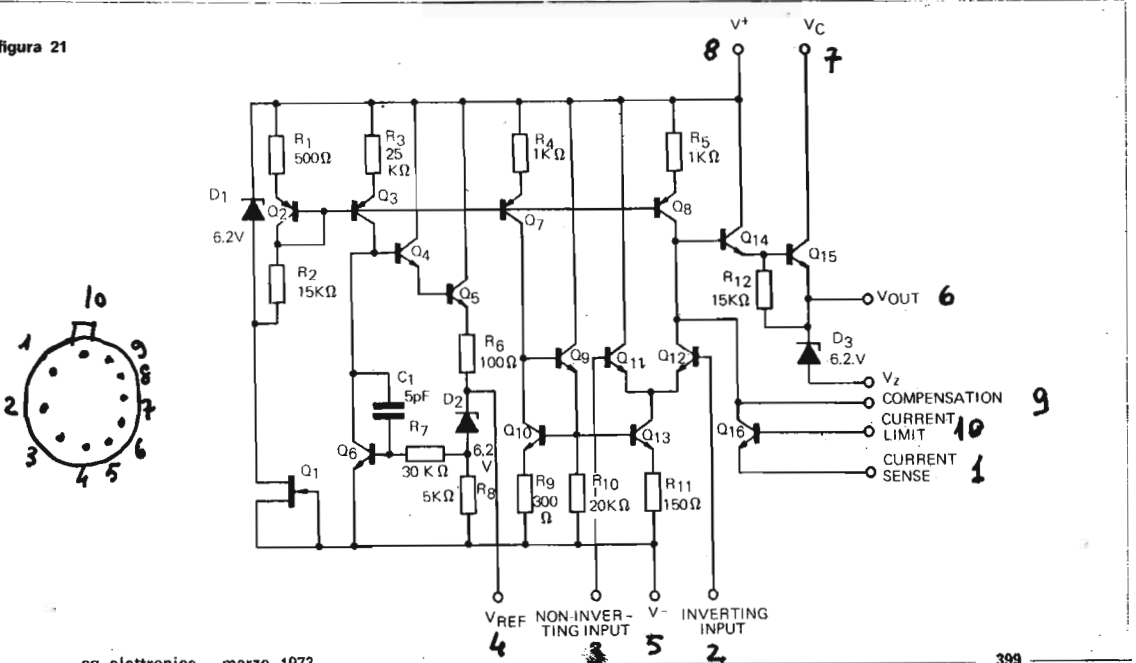 figura 21
V+
VC
8
7
R1
500Ω
R3
25
KΩ
R4
1KΩ
R5
1KΩ
D1
6.2V
Q2
Q3
Q7
Q8
Q4
Q14
Q15
R2
15KΩ
Q5
R12
15KΩ
VOUT 6
10
1
9
8
2
7
3
6
4
5
R6
100Ω
Q9
Q11
Q12
D3
6.2.V
VZ
C1
5pF
D2
6.2
V
COMPENSATION 9
CURRENT
LIMIT 10
CURRENT
SENSE 1
R7
30 KΩ
Q6
Q10
Q13
Q16
Q1
5KΩ
R8
R9
300
Ω
R10
20KΩ
R11
150Ω
VREF
4
NON-INVER-
TING INPUT
3
V-
5
INVERTING
INPUT
2
cq elettronica - marzo 1973
399